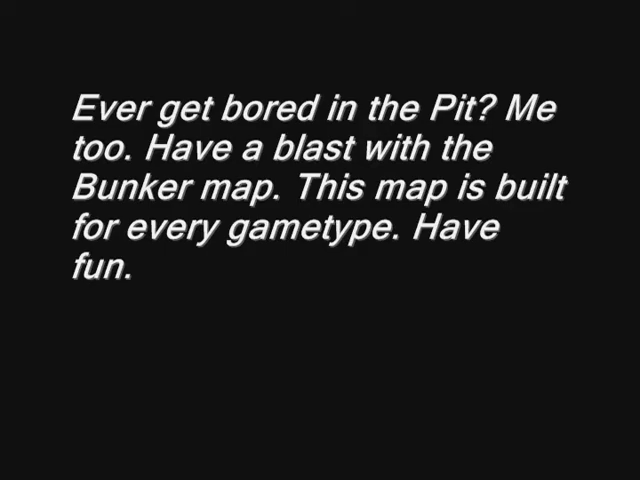 Ever get bored in the Pit? Me
too. Have a blast with the
Bunker map. This map is built
for every gametype. Have
fun.